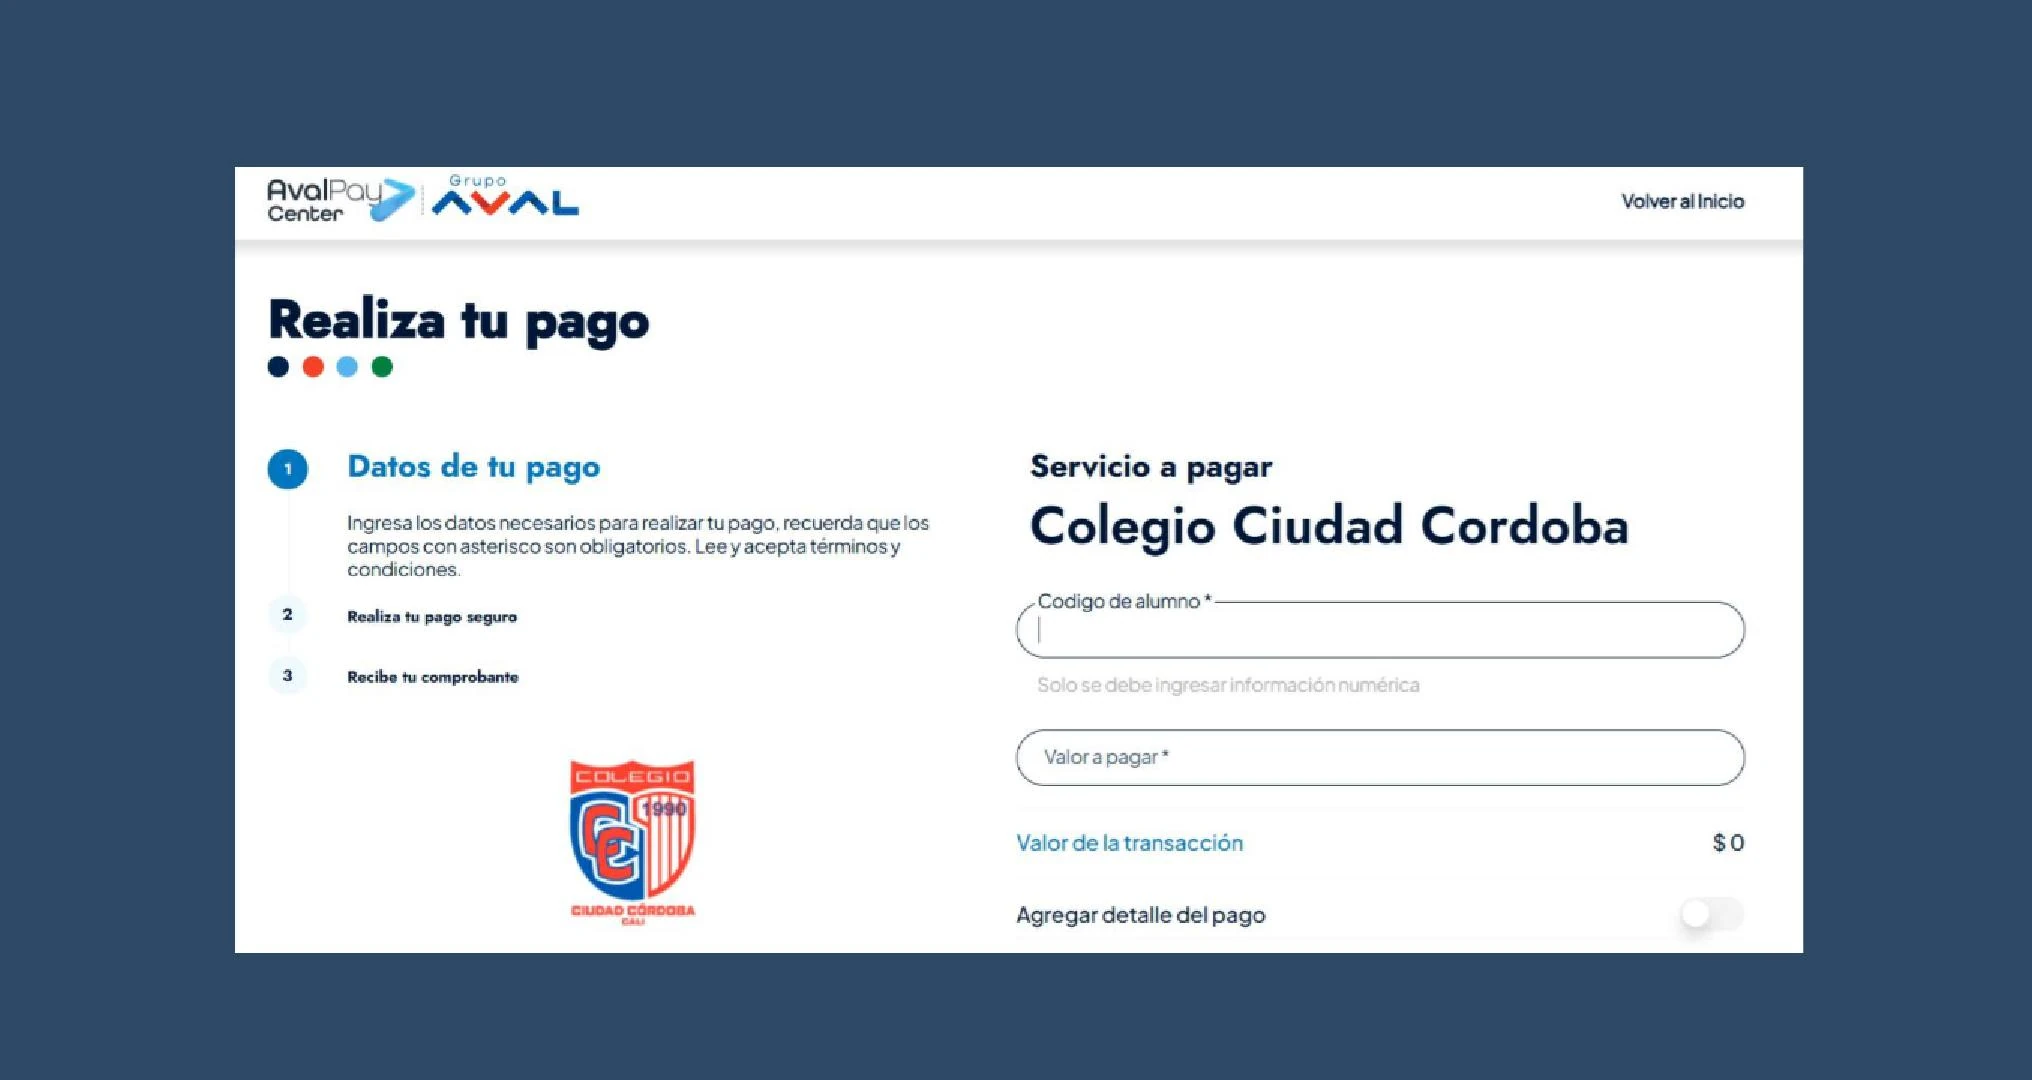 AvalPay
Center
Grupo
AVAL
Volver al Inicio
Realiza tu pago
1
Datos de tu pago
Ingresa los datos necesarios para realizar tu pago, recuerda que los
campos con asterisco son obligatorios. Lee y acepta términos y
condiciones.
2
Realiza tu pago seguro
3
Recibe tu comprobante
COLEGIO
1990
CC
CIUDAD CÓRDOBA
CALI
Servicio a pagar
Colegio Ciudad Cordoba
Codigo de alumno *
Solo se debe ingresar información numérica
Valor a pagar *
Valor de la transacción
$ 0
Agregar detalle del pago